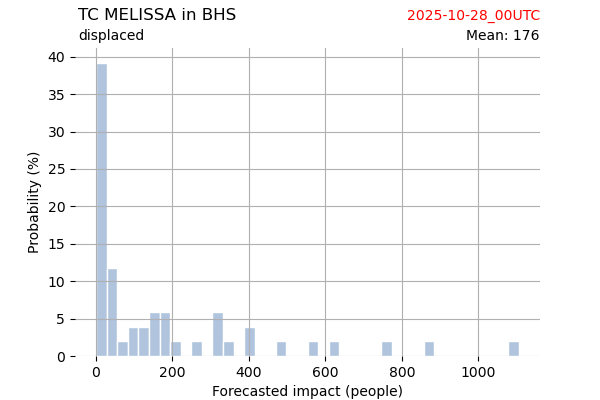 TC MELISSA in BHS
2025-10-28_00UTC
displaced
Mean: 176
Probability (%)
40
35
30
25
20
15
10
5
0
0 200 400 600 800 1000
Forecasted impact (people)